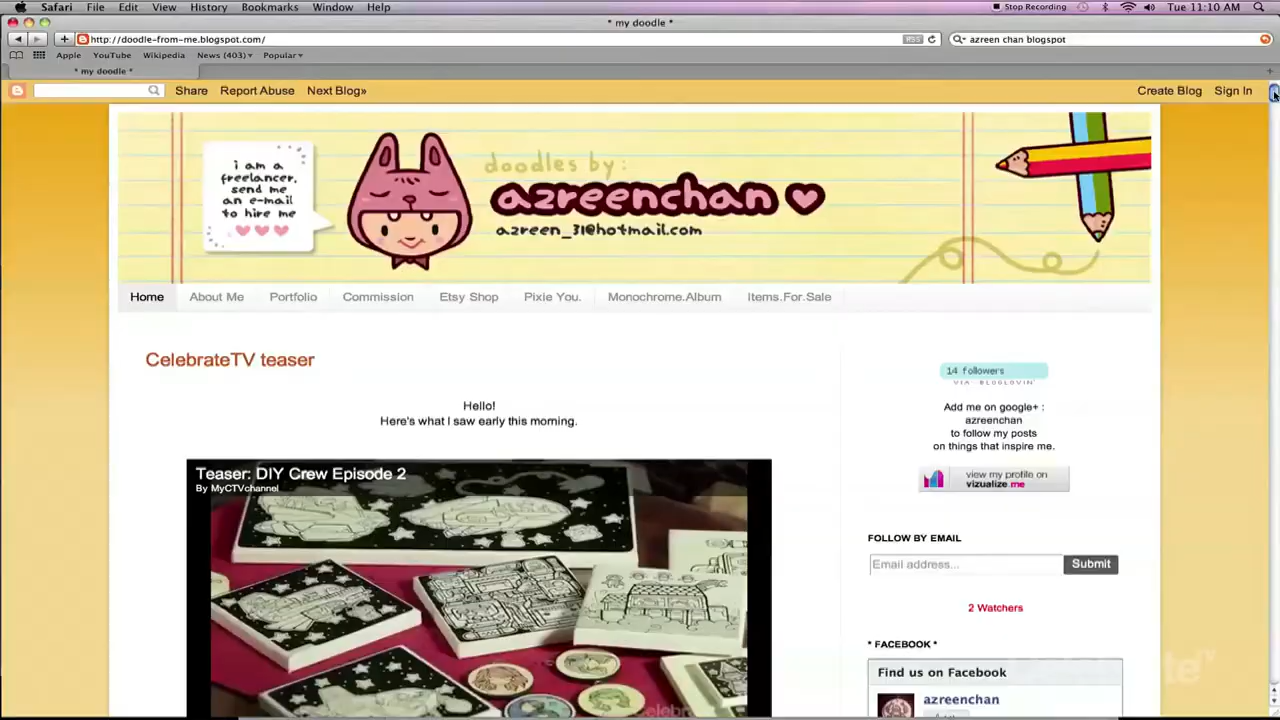 Safari File Edit View History Bookmarks Window Help
Stop Recording Tue 11:10 AM
* my doodle *
http://doodle-from-me.blogspot.com/
RSS
azreen chan blogspot
Apple YouTube Wikipedia News (403) Popular
* my doodle *
Share Report Abuse Next Blog» Create Blog Sign In
i am a
freelancer,
send me
an e-mail
to hire me
doodles by :
azreenchan
azreen_31@hotmail.com
Home About Me Portfolio Commission Etsy Shop Pixie You. Monochrome.Album Items.For.Sale
CelebrateTV teaser
Hello!
Here's what I saw early this morning.
Teaser: DIY Crew Episode 2
By MyCTVchannel
14 followers
VIA BLOGLOVIN'
Add me on google+ :
azreenchan
to follow my posts
on things that inspire me.
view my profile on
vizualize.me
FOLLOW BY EMAIL
Email address...
Submit
2 Watchers
* FACEBOOK *
Find us on Facebook
azreenchan